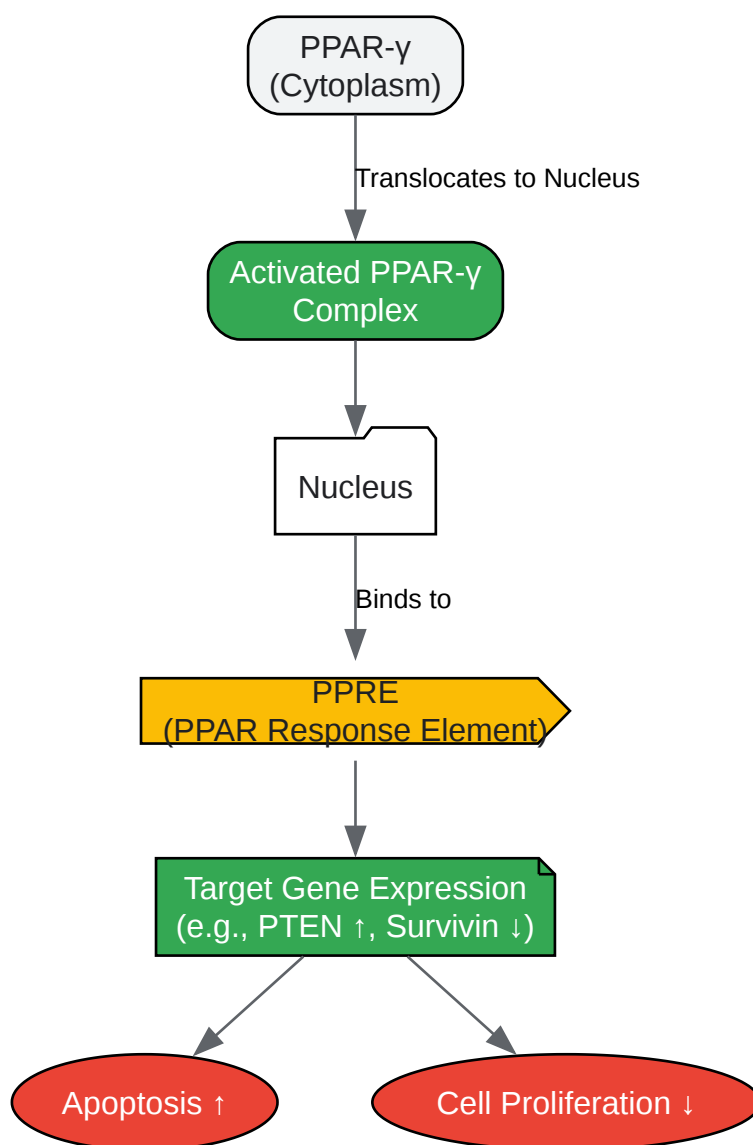 PPAR-γ
(Cytoplasm)
Translocates to Nucleus
Activated PPAR-γ
Complex
Nucleus
Binds to
PPRE
(PPAR Response Element)
Target Gene Expression
(e.g., PTEN ↑, Survivin ↓)
Apoptosis ↑
Cell Proliferation ↓